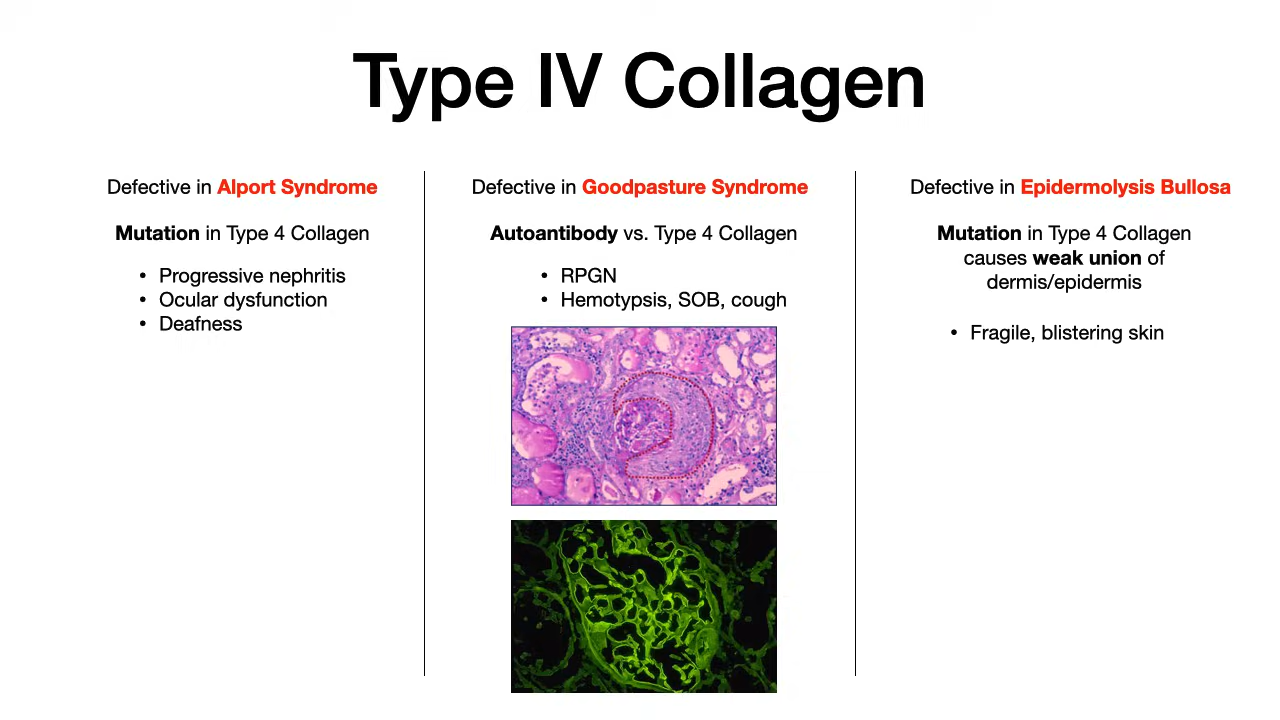 Type IV Collagen
Defective in Alport Syndrome
Mutation in Type 4 Collagen
• Progressive nephritis
• Ocular dysfunction
• Deafness
Defective in Goodpasture Syndrome
Autoantibody vs. Type 4 Collagen
• RPGN
• Hemotypsis, SOB, cough
Defective in Epidermolysis Bullosa
Mutation in Type 4 Collagen
causes weak union of
dermis/epidermis
• Fragile, blistering skin